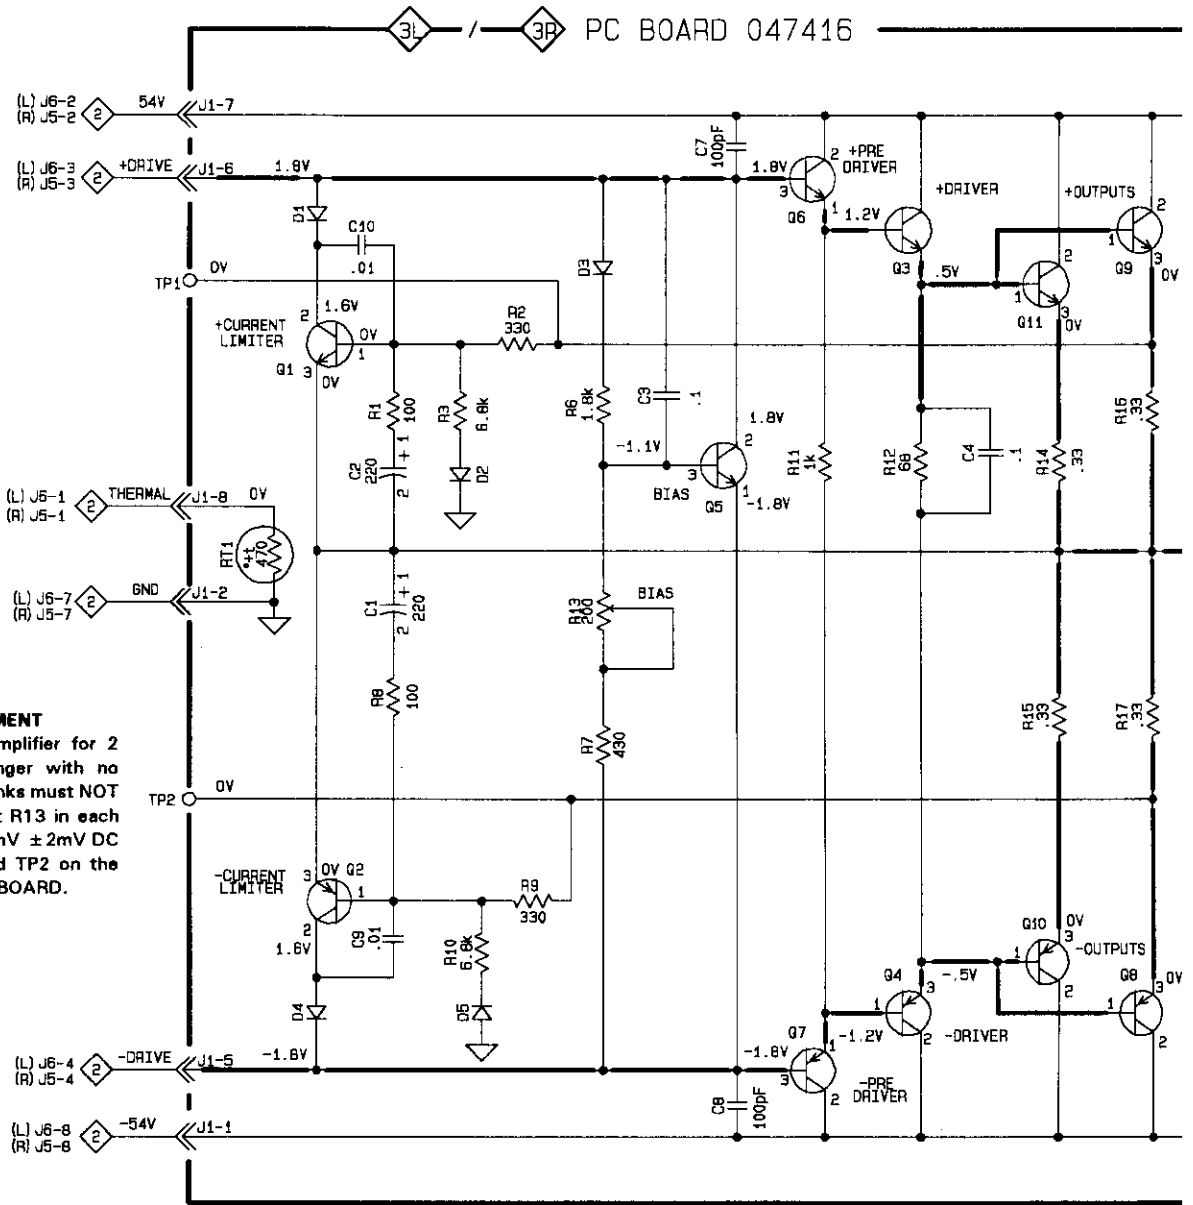 3L / 3R PC BOARD 047416
(L) J6-2
(R) J5-2
2
54V
J1-7
(L) J6-3
(R) J5-3
2
+DRIVE
J1-6
1.8V
C7
100pF
1.8V
2
+PRE
DRIVER
3
Q6
1
1.2V
+DRIVER
Q3
+OUTPUTS
2
1
Q9
3
0V
D1
C10
.01
D3
.5V
2
1
Q11
3
0V
TP1
0V
1.6V
2
+CURRENT
LIMITER
0V
1
Q1
3
0V
R2
330
R1
100
R3
6.8k
R6
1.8k
C3
.1
1.8V
2
R16
.33
C2
220
+
1
2
D2
-1.1V
3
BIAS
Q5
1
-1.8V
R11
1k
R12
68
C4
.1
R14
.33
(L) J6-1
(R) J5-1
2
THERMAL
J1-8
0V
RT1
+t°
470
(L) J6-7
(R) J5-7
2
GND
J1-2
C1
220
+
1
2
R13
200
BIAS
R8
100
R7
430
R15
.33
R17
.33
MENT
mplifier for 2
nger with no
nks must NOT
t R13 in each
nV ±2mV DC
d TP2 on the
BOARD.
TP2
0V
-CURRENT
LIMITER
3
0V
Q2
1
2
1.6V
C9
.01
R10
6.8k
R9
330
D4
D5
Q10
0V
3
1
2
-OUTPUTS
-.5V
Q4
3
1
2
-DRIVER
Q8
3
0V
1
2
(L) J6-4
(R) J5-4
2
-DRIVE
J1-5
-1.8V
-1.8V
Q7
1
-1.2V
3
2
-PRE
DRIVER
C8
100pF
(L) J6-8
(R) J5-8
2
-54V
J1-1